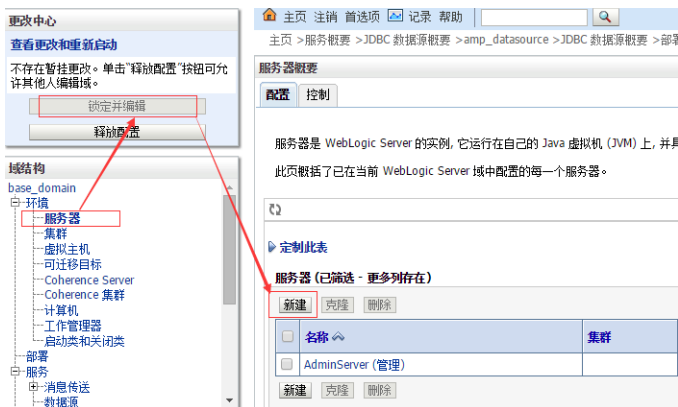 更改中心
查看更改和重新启动
不存在暂挂更改。单击"释放配置"按钮可允
许其他人编辑域。
锁定并编辑
释放配置
域结构
base_domain
环境
服务器
集群
虚拟主机
可迁移目标
Coherence Server
Coherence 集群
计算机
工作管理器
启动类和关闭类
部署
服务
消息传送
数据源
主页 注销 首选项 记录 帮助
主页 >服务器概要 >JDBC 数据源概要 >amp_datasource >JDBC 数据源概要 >部署
服务器概要
配置 控制
服务器是 WebLogic Server 的实例, 它运行在自己的 Java 虚拟机 (JVM) 上, 并具
此页概括了已在当前 WebLogic Server 域中配置的每一个服务器。
定制此表
服务器 (已筛选 - 更多列存在)
新建 克隆 删除
名称 集群
AdminServer (管理)
新建 克隆 删除